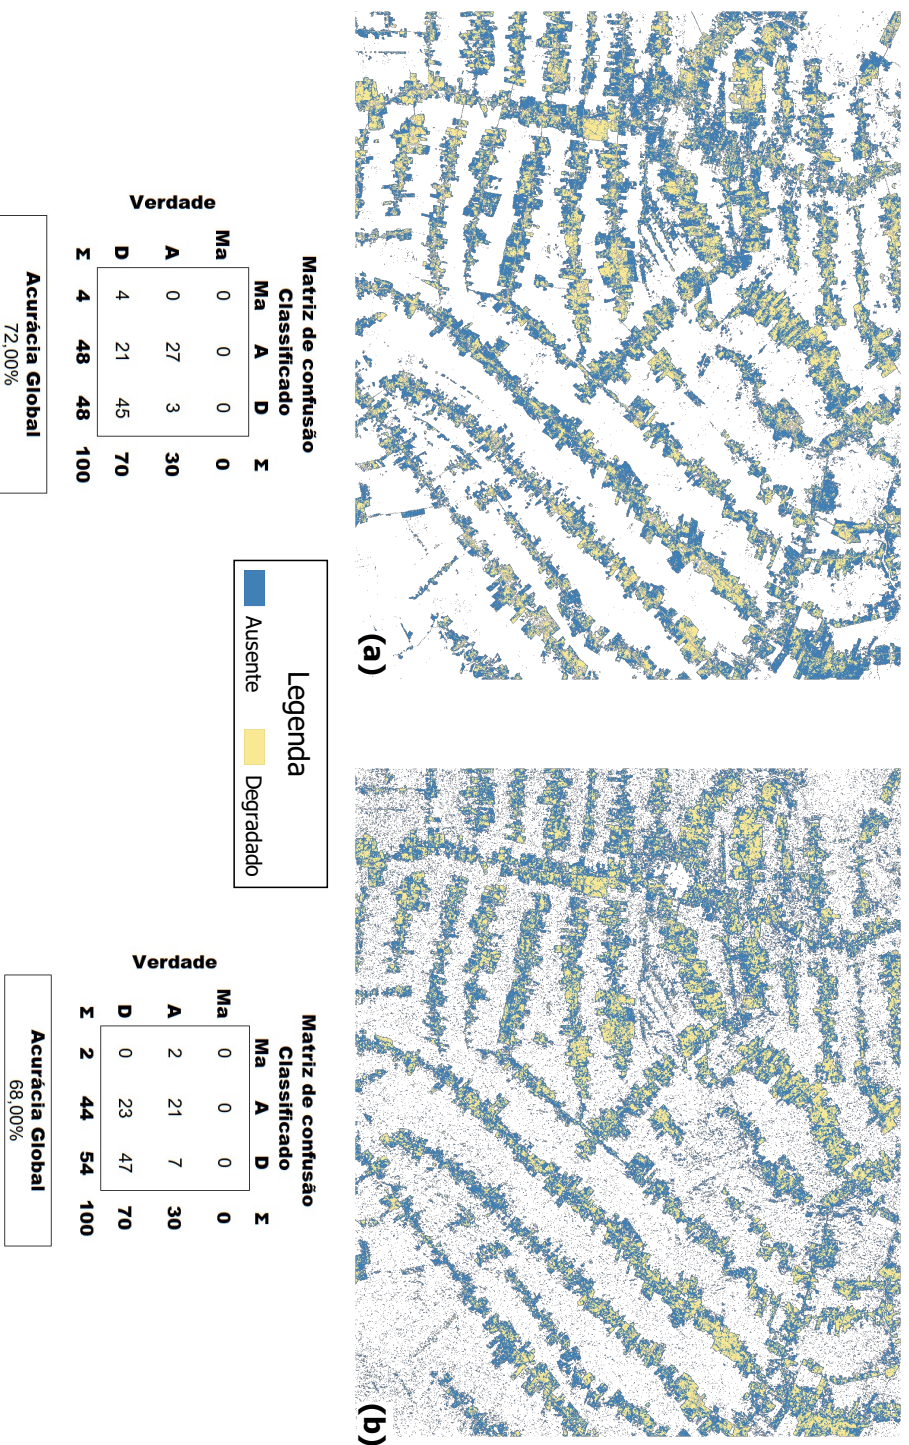 (a)
(b)
Matriz de confusão
Classificado
Ma A D Σ
Verdade
Ma 0 0 0 0
A 0 27 3 30
D 4 21 45 70
Σ 4 48 48 100
Acurácia Global
72,00%
Legenda
Ausente Degradado
Matriz de confusão
Classificado
Ma A D Σ
Verdade
Ma 0 0 0 0
A 2 21 7 30
D 0 23 47 70
Σ 2 44 54 100
Acurácia Global
68,00%